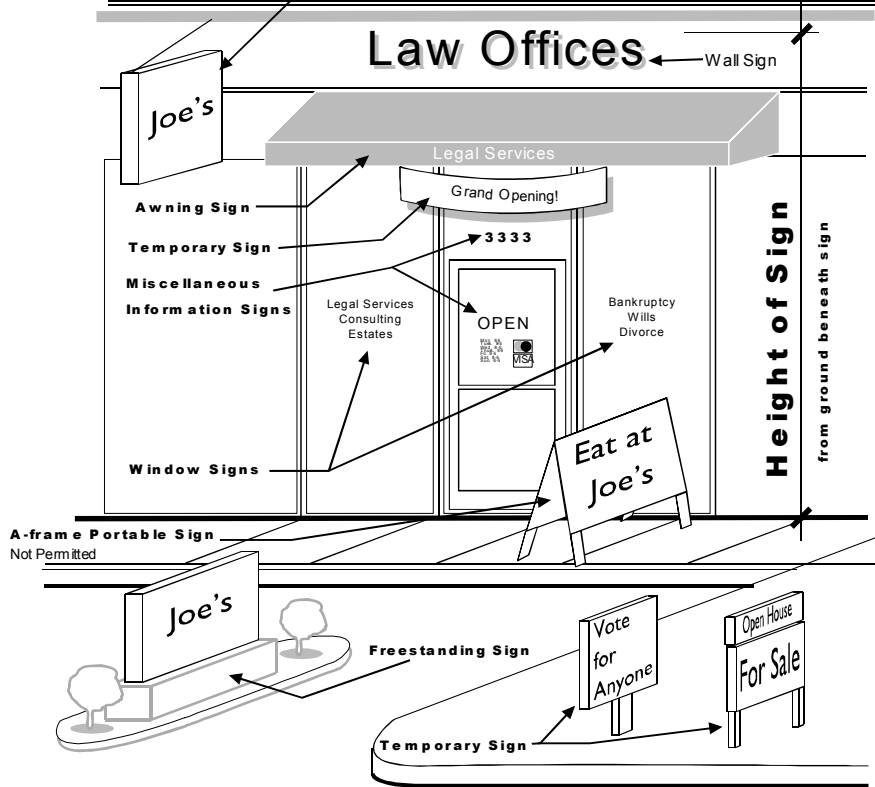 Law Offices
Wall Sign
Joe's
Legal Services
Grand Opening!
Awning Sign
Temporary Sign
3333
Miscellaneous
Information Signs
Legal Services
Consulting
Estates
OPEN
VISA
Bankruptcy
Wills
Divorce
Height of Sign
from ground beneath sign
Window Signs
Eat at
Joe's
A-frame Portable Sign
Not Permitted
Joe's
Freestanding Sign
Vote
for
Anyone
Open House
For Sale
Temporary Sign